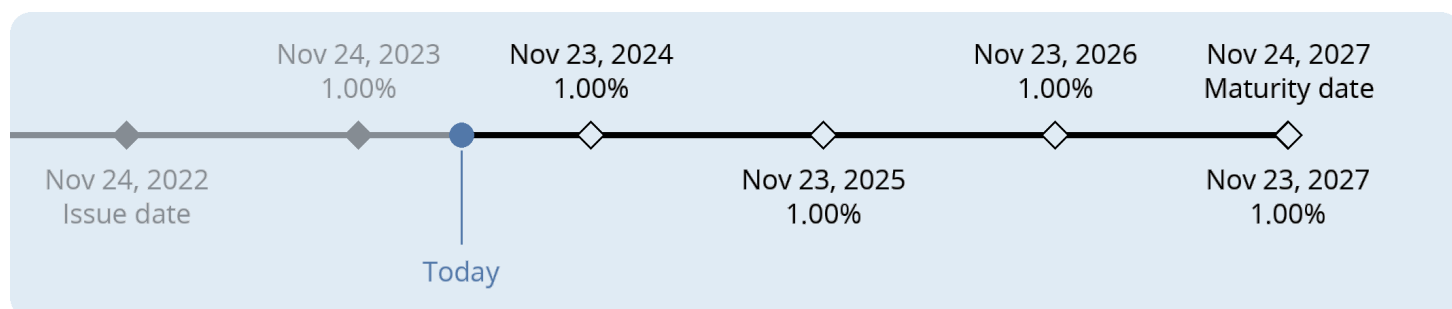 Nov 24, 2023
1.00%
Nov 23, 2024
1.00%
Nov 23, 2026
1.00%
Nov 24, 2027
Maturity date
Nov 24, 2022
Issue date
Nov 23, 2025
1.00%
Nov 23, 2027
1.00%
Today